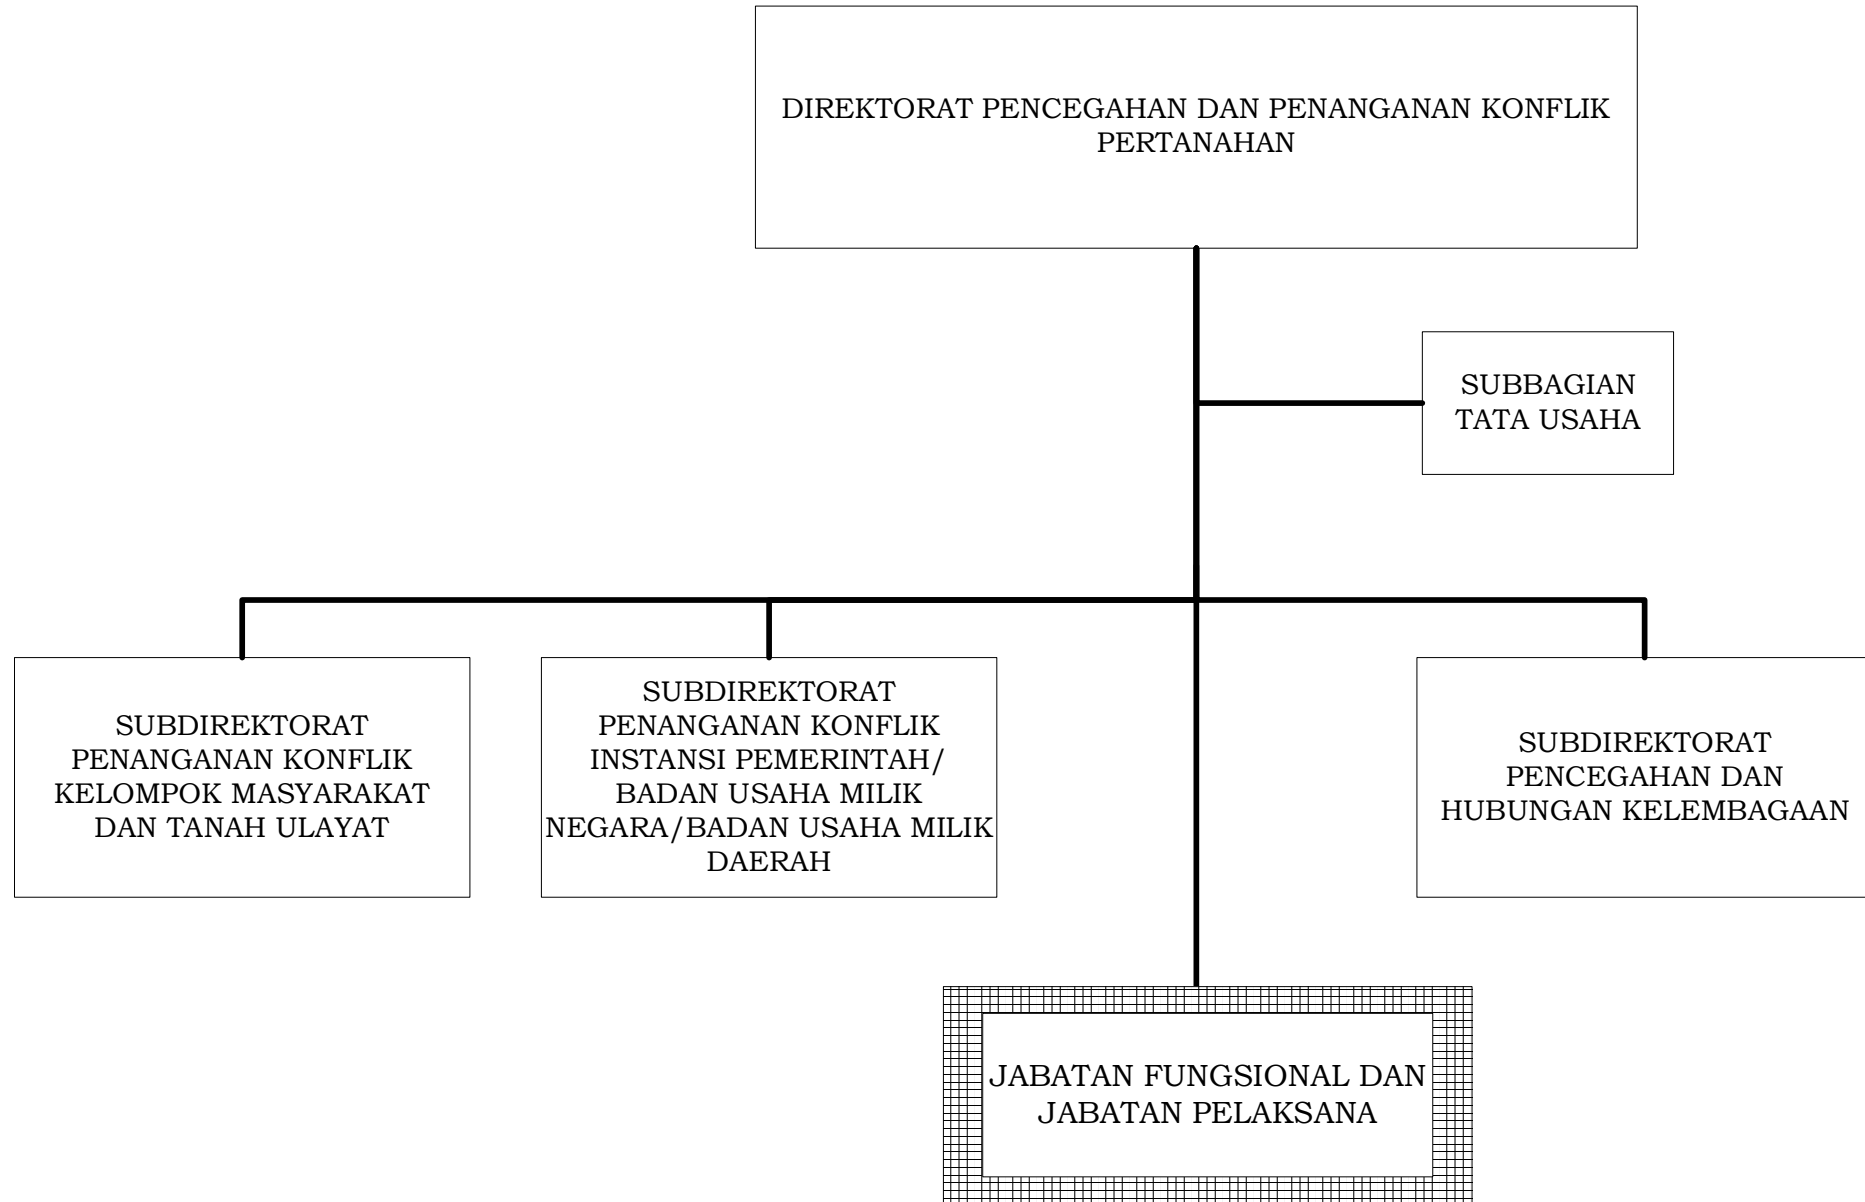 DIREKTORAT PENCEGAHAN DAN PENANGANAN KONFLIK
PERTANAHAN
SUBBAGIAN
TATA USAHA
SUBDIREKTORAT
PENANGANAN KONFLIK
KELOMPOK MASYARAKAT
DAN TANAH ULAYAT
SUBDIREKTORAT
PENANGANAN KONFLIK
INSTANSI PEMERINTAH/
BADAN USAHA MILIK
NEGARA/BADAN USAHA MILIK
DAERAH
SUBDIREKTORAT
PENCEGAHAN DAN
HUBUNGAN KELEMBAGAAN
JABATAN FUNGSIONAL DAN
JABATAN PELAKSANA